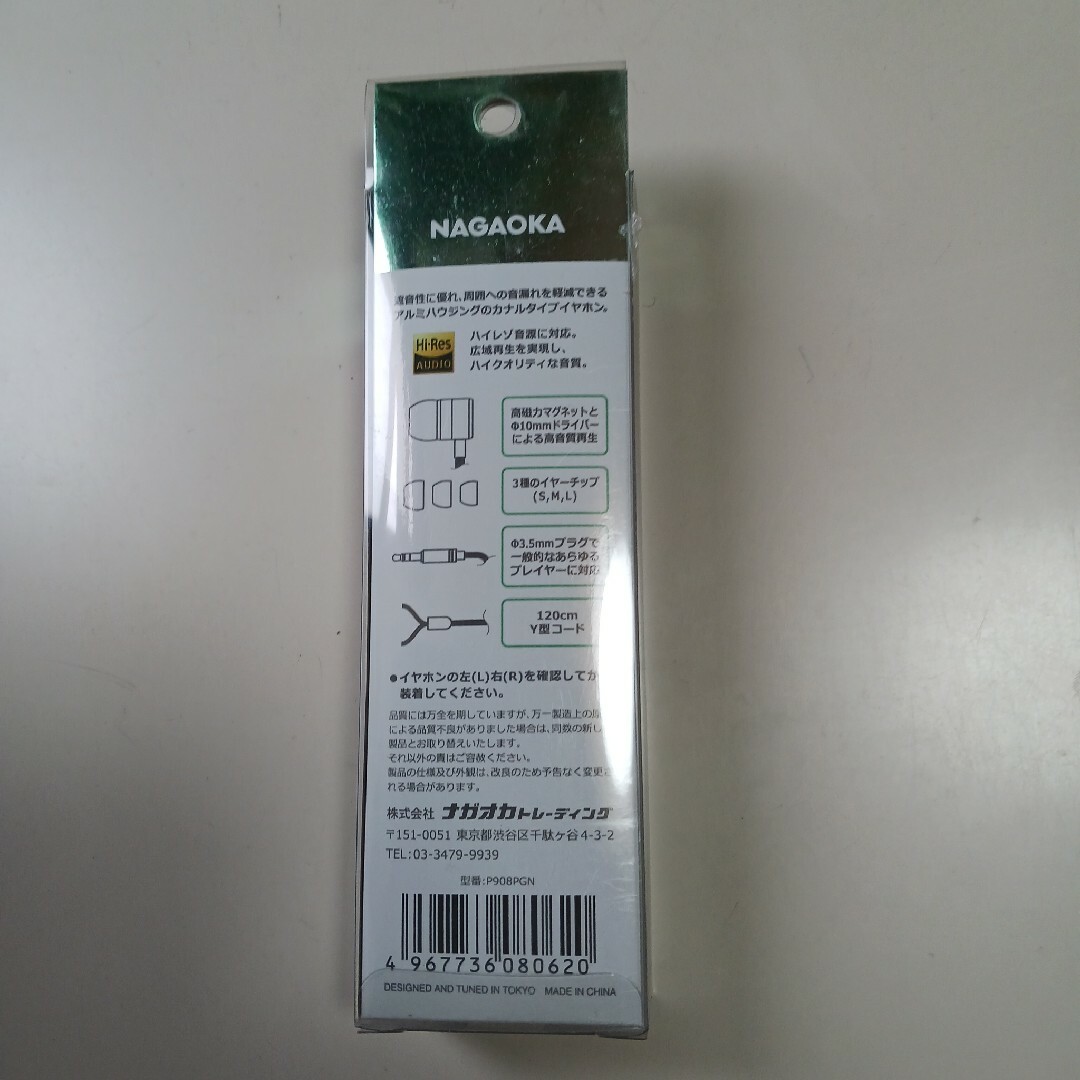 NAGAOKA
遮音性に優れ、周囲への音漏れを軽減できる
アルミハウジングのカナルタイプイヤホン。
Hi-Res
AUDIO
ハイレゾ音源に対応。
広域再生を実現し、
ハイクオリティな音質。
高磁力マグネットと
Φ10mmドライバー
による高音質再生
3種のイヤーチップ
(S,M,L)
Φ3.5mmプラグで
一般的なあらゆる
プレイヤーに対応
120cm
Y型コード
●イヤホンの左(L)右(R)を確認してか
装着してください。
品質には万全を期していますが、万一製造上の原
による品質不良がありました場合は、同数の新し
製品とお取り替えいたします。
それ以外の責はご容赦ください。
製品の仕様及び外観は、改良のため予告なく変更さ
れる場合があります。
株式会社 ナガオカトレーディング
〒151-0051 東京都渋谷区千駄ヶ谷4-3-2
TEL:03-3479-9939
型番:P908PGN
4 967736 080620
DESIGNED AND TUNED IN TOKYO MADE IN CHINA